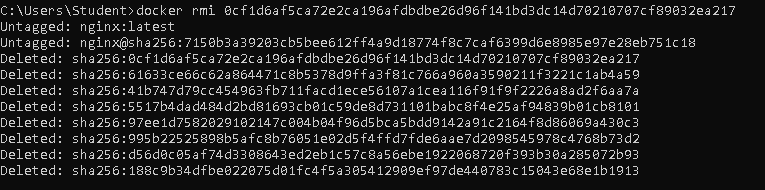 C:\Users\Student>docker rmi 0cf1d6af5ca72e2ca196afdbdbe26d96f141bd3dc14d70210707cf89032ea217
Untagged: nginx:latest
Untagged: nginx@sha256:7150b3a39203cb5bee612ff4a9d18774f8c7caf6399d6e8985e97e28eb751c18
Deleted: sha256:0cf1d6af5ca72e2ca196afdbdbe26d96f141bd3dc14d70210707cf89032ea217
Deleted: sha256:61633ce66c62a864471c8b5378d9ffa3f81c766a960a3590211f3221c1ab4a59
Deleted: sha256:41b747d79cc454963fb711facd1ece56107a1cea116f91f9f2226a8ad2f6aa7a
Deleted: sha256:5517b4dad484d2bd81693cb01c59de8d731101babc8f4e25af94839b01cb8101
Deleted: sha256:97ee1d7582029102147c004b04f96d5bca5bdd9142a91c2164f8d86069a430c3
Deleted: sha256:995b22525898b5afc8b76051e02d5f4ffd7fde6aae7d2098545978c4768b73d2
Deleted: sha256:d56d0c05af74d3308643ed2eb1c57c8a56ebe1922068720f393b30a285072b93
Deleted: sha256:188c9b34dfbe022075d01fc4f5a305412909ef97de440783c15043e68e1b1913